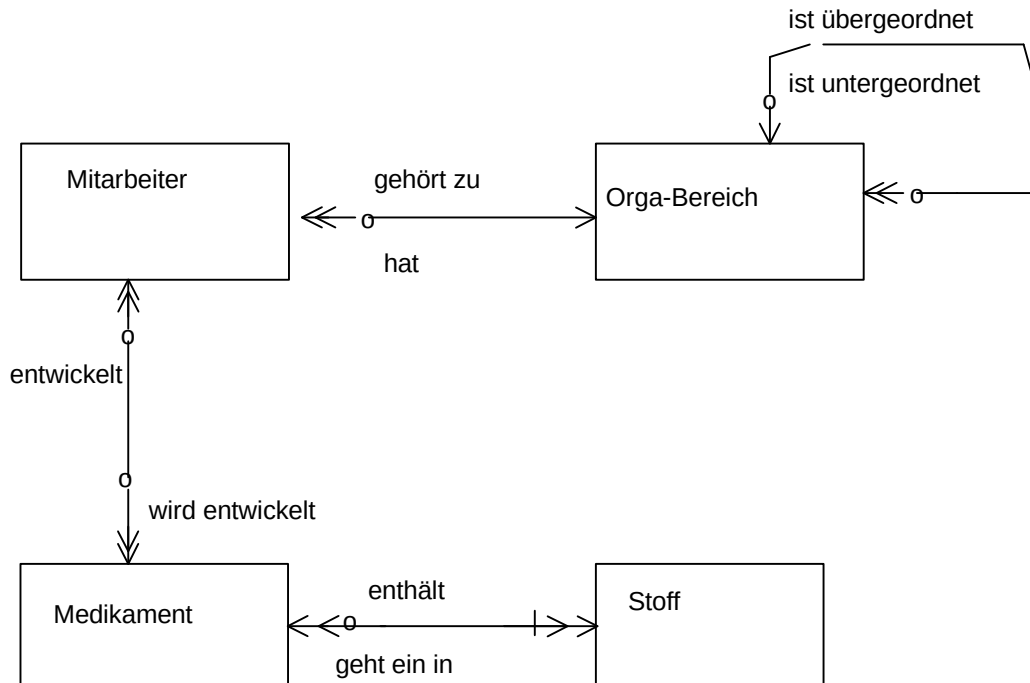 ist übergeordnet
ist untergeordnet
Mitarbeiter
gehört zu
Orga-Bereich
o
o
o
hat
o
entwickelt
o
wird entwickelt
Medikament
enthält
Stoff
o
geht ein in